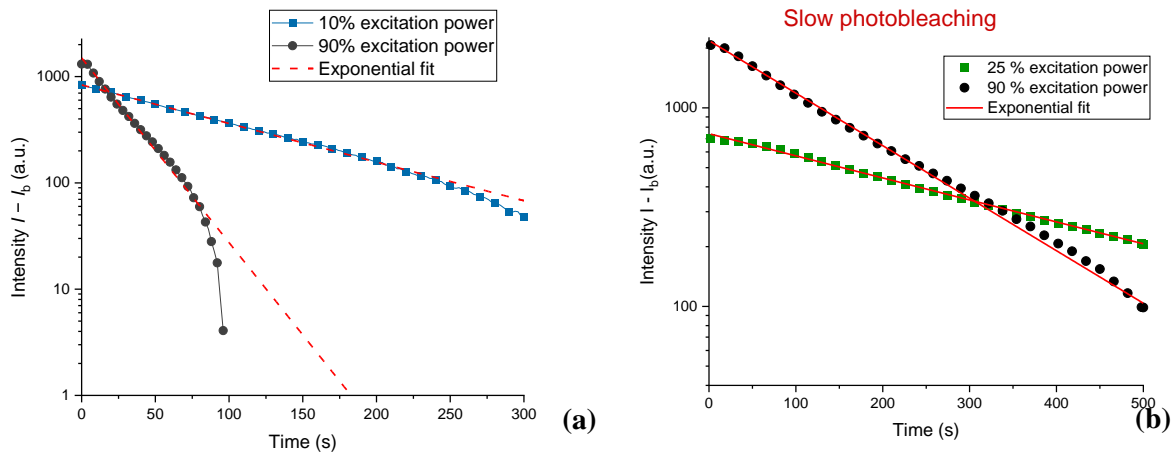 10% excitation power
90% excitation power
Exponential fit
1000
100
10
1
0
50
100
150
200
250
300
Intensity I − I_b (a.u.)
Time (s)
(a)
Slow photobleaching
25 % excitation power
90 % excitation power
Exponential fit
1000
100
0
100
200
300
400
500
Intensity I - I_b(a.u.)
Time (s)
(b)